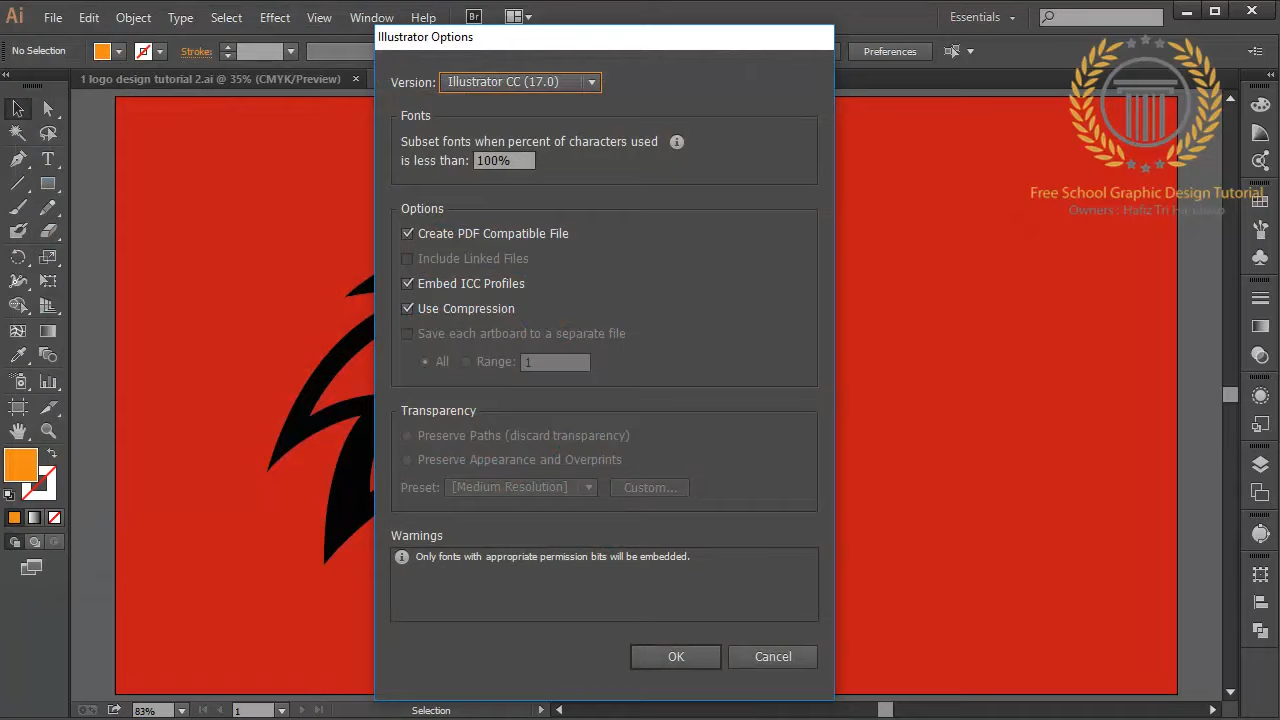 Ai File Edit Object Type Select Effect View Window Help Br Essentials
Illustrator Options
No Selection Stroke: Preferences
1 logo design tutorial 2.ai @ 35% (CMYK/Preview) ×
Version: Illustrator CC (17.0)
Fonts
Subset fonts when percent of characters used
is less than: 100%
Free School Graphic Design Tutorial
Owners : Hafiz Tri
Options
Create PDF Compatible File
Include Linked Files
Embed ICC Profiles
Use Compression
Save each artboard to a separate file
All Range: 1
Transparency
Preserve Paths (discard transparency)
Preserve Appearance and Overprints
Preset: [Medium Resolution] Custom...
Warnings
Only fonts with appropriate permission bits will be embedded.
OK Cancel
83% 1 Selection